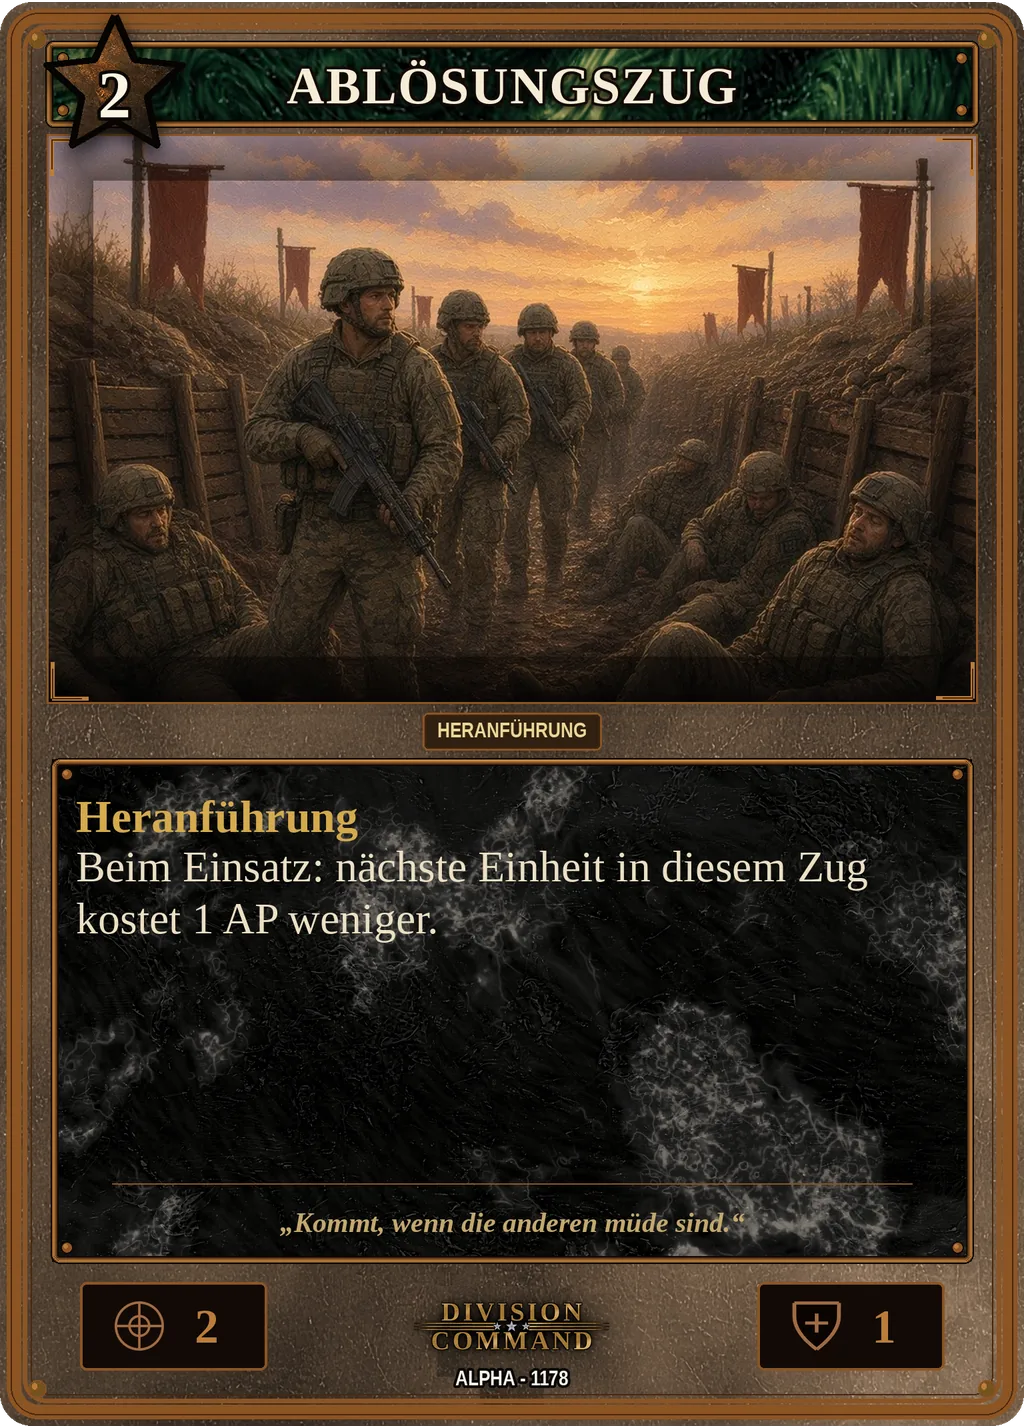 2
ABLÖSUNGSZUG
HERANFÜHRUNG
Heranführung
Beim Einsatz: nächste Einheit in diesem Zug
kostet 1 AP weniger.
„Kommt, wenn die anderen müde sind.“
2
DIVISION
COMMAND
ALPHA - 1178
1